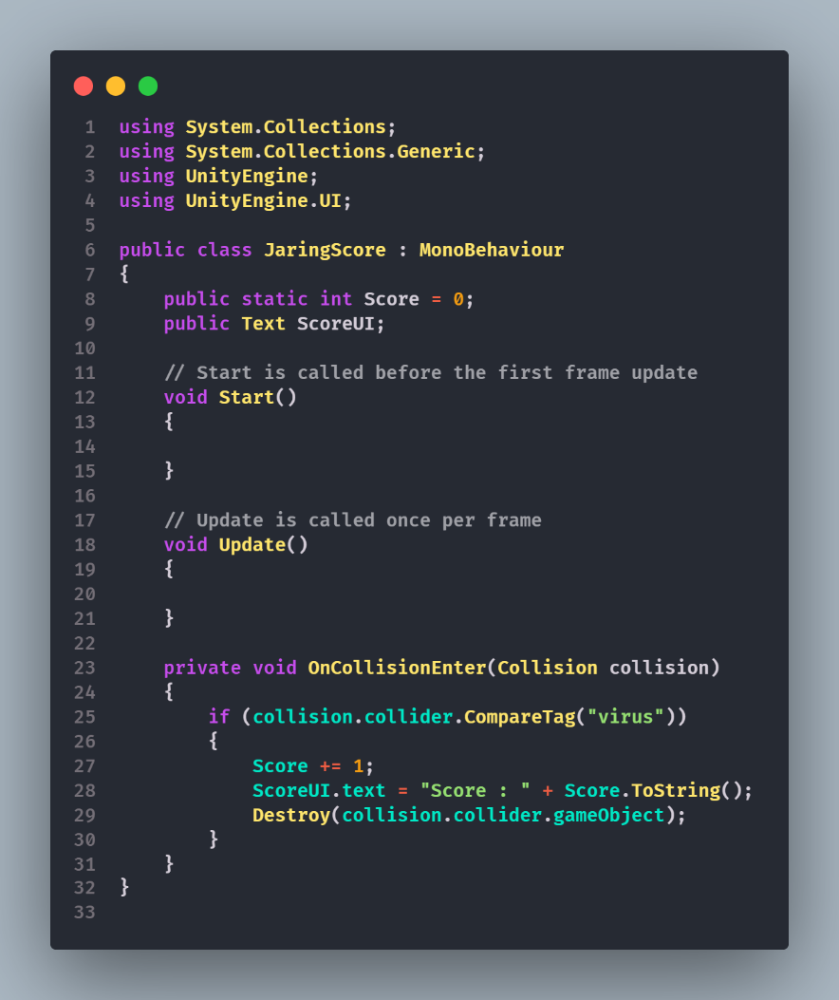 1 using System.Collections;
2 using System.Collections.Generic;
3 using UnityEngine;
4 using UnityEngine.UI;
5
6 public class JaringScore : MonoBehaviour
7 {
8     public static int Score = 0;
9     public Text ScoreUI;
10
11     // Start is called before the first frame update
12     void Start()
13     {
14
15     }
16
17     // Update is called once per frame
18     void Update()
19     {
20
21     }
22
23     private void OnCollisionEnter(Collision collision)
24     {
25         if (collision.collider.CompareTag("virus"))
26         {
27             Score += 1;
28             ScoreUI.text = "Score : " + Score.ToString();
29             Destroy(collision.collider.gameObject);
30         }
31     }
32 }
33